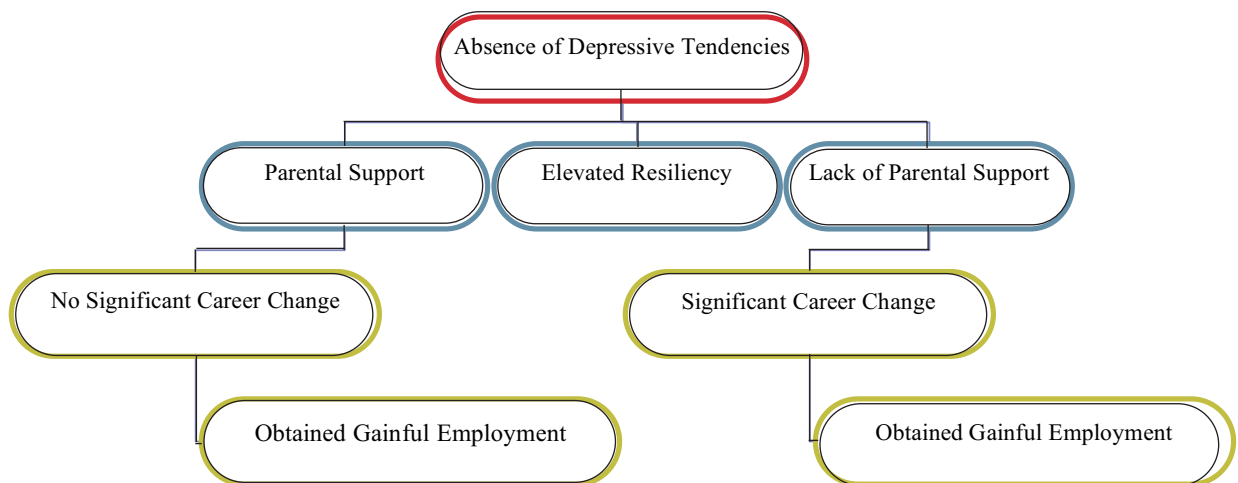 Absence of Depressive Tendencies
Parental Support
Elevated Resiliency
Lack of Parental Support
No Significant Career Change
Significant Career Change
Obtained Gainful Employment
Obtained Gainful Employment